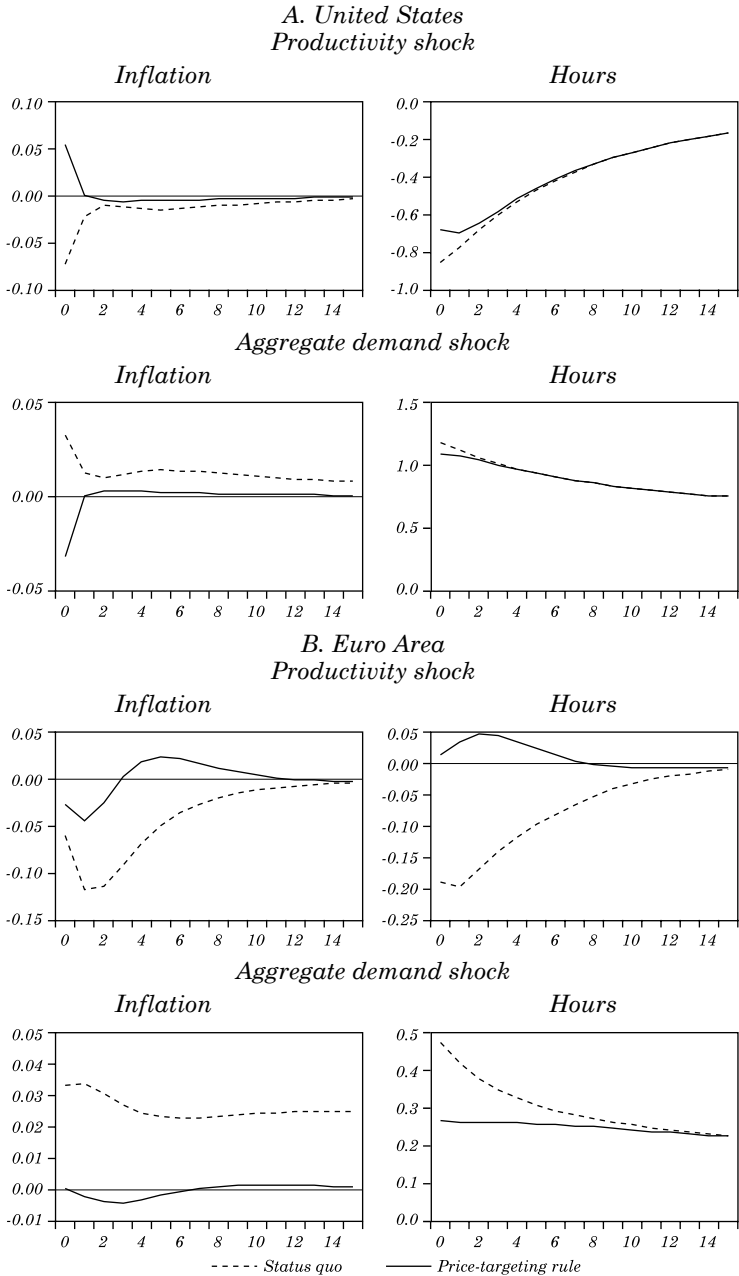 A. United States
Productivity shock
Inflation Hours
0.10
0.05
0.00
-0.05
-0.10
0 2 4 6 8 10 12 14
0.0
-0.2
-0.4
-0.6
-0.8
-1.0
0 2 4 6 8 10 12 14
Aggregate demand shock
Inflation Hours
0.05
0.00
-0.05
0 2 4 6 8 10 12 14
1.5
1.0
0.5
0.0
0 2 4 6 8 10 12 14
B. Euro Area
Productivity shock
Inflation Hours
0.05
0.00
-0.05
-0.10
-0.15
0 2 4 6 8 10 12 14
0.05
0.00
-0.05
-0.10
-0.15
-0.20
-0.25
0 2 4 6 8 10 12 14
Aggregate demand shock
Inflation Hours
0.05
0.04
0.03
0.02
0.01
0.00
-0.01
0 2 4 6 8 10 12 14
0.5
0.4
0.3
0.2
0.1
0.0
0 2 4 6 8 10 12 14
Status quo Price-targeting rule